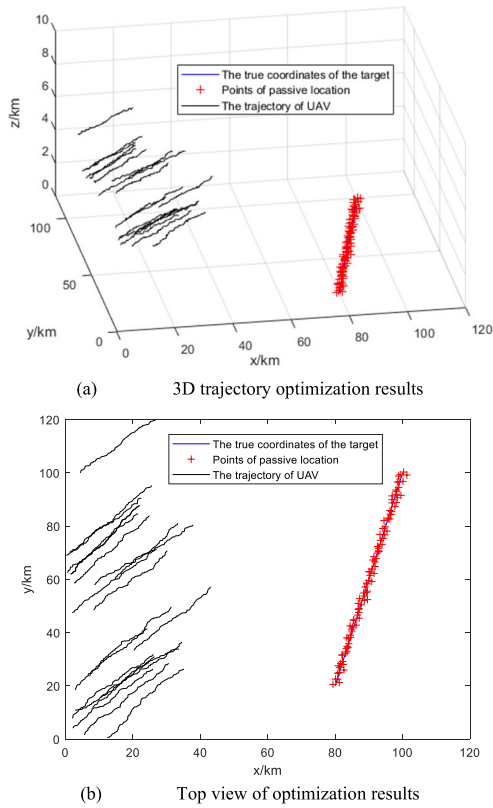 10
8
6
4
2
0
z/km
The true coordinates of the target
Points of passive location
The trajectory of UAV
100
50
0
y/km
0
20
40
60
80
100
120
x/km
(a) 3D trajectory optimization results
120
100
80
60
40
20
0
y/km
The true coordinates of the target
Points of passive location
The trajectory of UAV
0
20
40
60
80
100
120
x/km
(b) Top view of optimization results